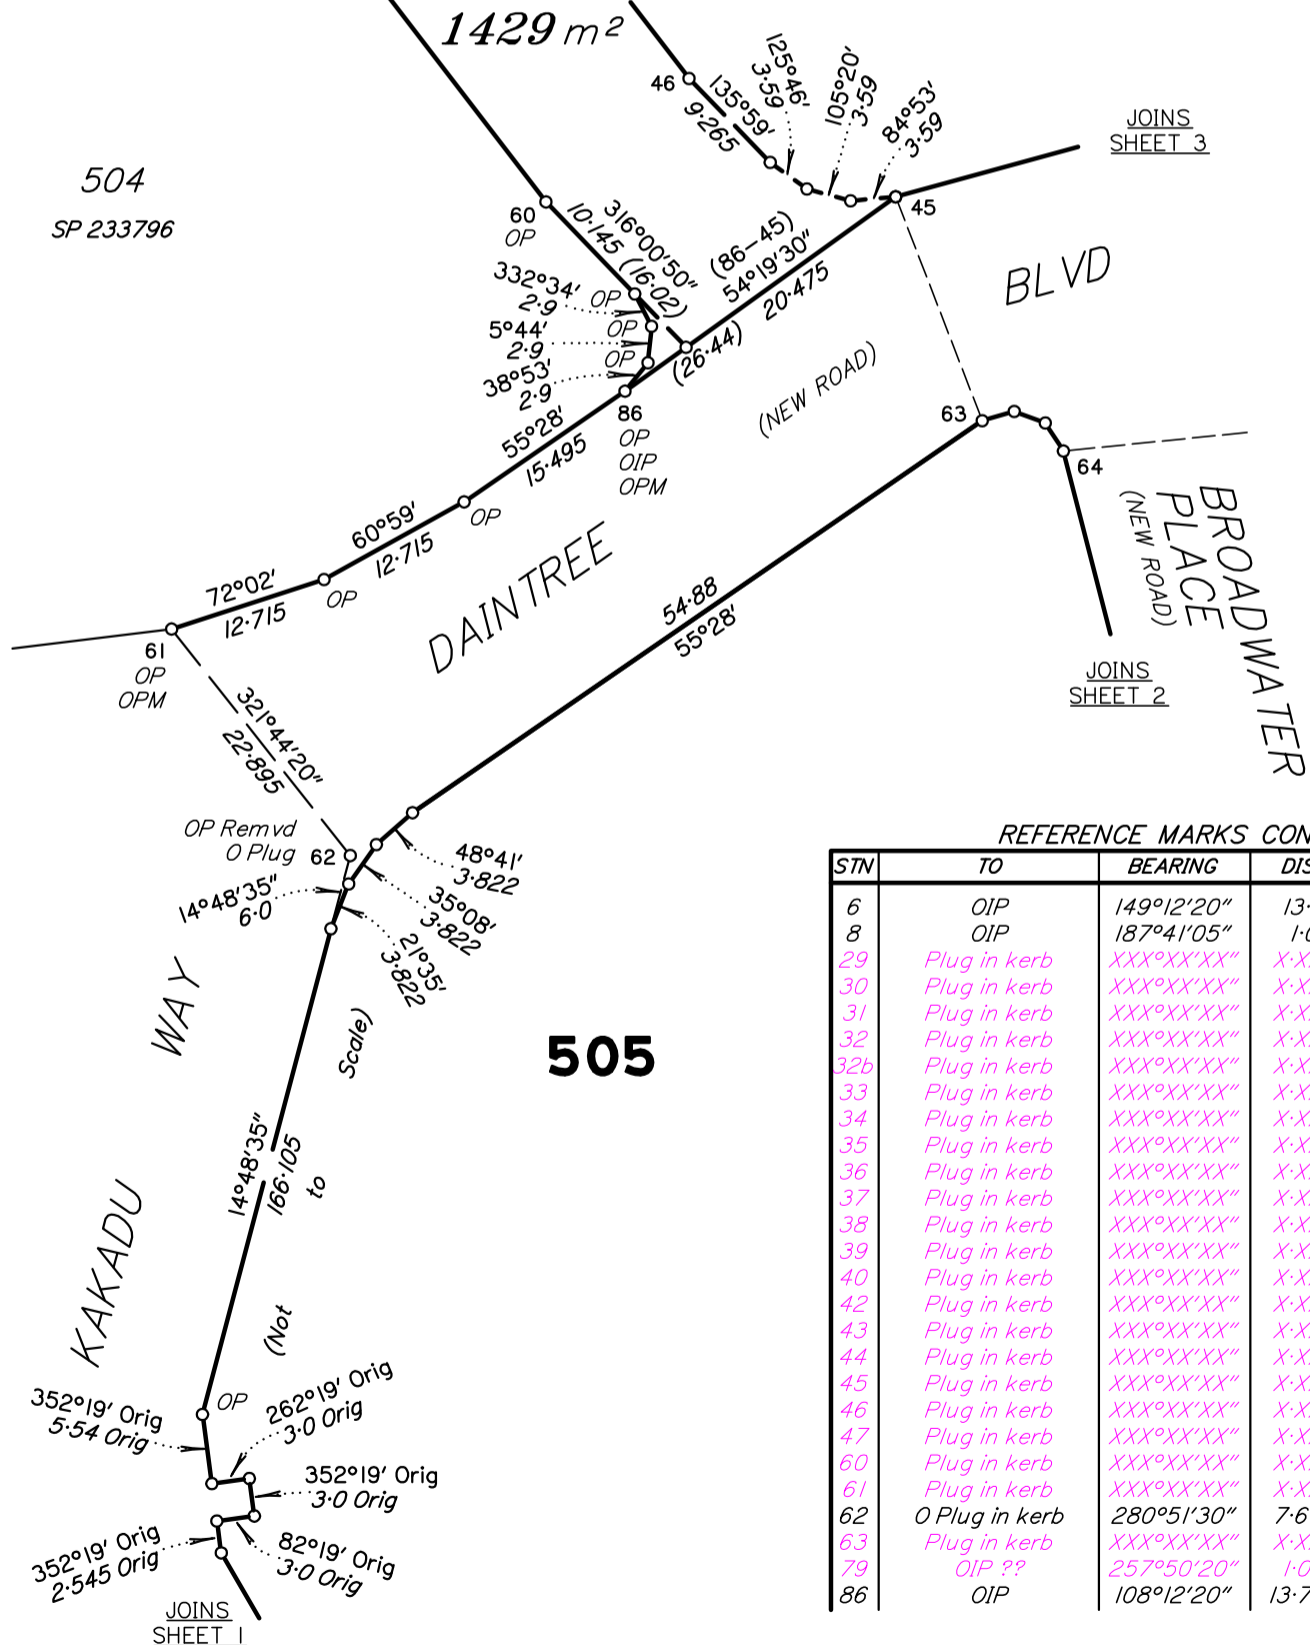 1429 m²
504
SP 233796
46
135°59'
9·265
125°46'
3·59
105°20'
3·59
84°53'
3·59
JOINS
SHEET 3
45
60
OP
316°00'50"
10·145 (16·02)
(86–45)
54°19'30"
20·475
(26·44)
332°34'
2·9
OP
5°44'
2·9
OP
38°53'
2·9
OP
86
OP
OIP
OPM
BLVD
(NEW ROAD)
63
64
BROADWATER
PLACE
(NEW ROAD)
JOINS
SHEET 2
55°28'
15·495
OP
60°59'
12·715
OP
72°02'
12·715
61
OP
OPM
DAINTREE
54·88
55°28'
321°44'20"
22·895
OP Remvd
O Plug
62
14°48'35"
6·0
48°41'
3·822
35°08'
3·822
21°35'
3·822
WAY
KAKADU
505
14°48'35"
166·105
(Not
to
Scale)
OP
352°19' Orig
5·54 Orig
262°19' Orig
3·0 Orig
352°19' Orig
3·0 Orig
82°19' Orig
3·0 Orig
352°19' Orig
2·545 Orig
JOINS
SHEET 1
REFERENCE MARKS CON
STN TO BEARING DIS
6 OIP 149°12'20" 13·
8 OIP 187°41'05" 1·0
29 Plug in kerb XXX°XX'XX" X·X
30 Plug in kerb XXX°XX'XX" X·X
31 Plug in kerb XXX°XX'XX" X·X
32 Plug in kerb XXX°XX'XX" X·X
32b Plug in kerb XXX°XX'XX" X·X
33 Plug in kerb XXX°XX'XX" X·X
34 Plug in kerb XXX°XX'XX" X·X
35 Plug in kerb XXX°XX'XX" X·X
36 Plug in kerb XXX°XX'XX" X·X
37 Plug in kerb XXX°XX'XX" X·X
38 Plug in kerb XXX°XX'XX" X·X
39 Plug in kerb XXX°XX'XX" X·X
40 Plug in kerb XXX°XX'XX" X·X
42 Plug in kerb XXX°XX'XX" X·X
43 Plug in kerb XXX°XX'XX" X·X
44 Plug in kerb XXX°XX'XX" X·X
45 Plug in kerb XXX°XX'XX" X·X
46 Plug in kerb XXX°XX'XX" X·X
47 Plug in kerb XXX°XX'XX" X·X
60 Plug in kerb XXX°XX'XX" X·X
61 Plug in kerb XXX°XX'XX" X·X
62 O Plug in kerb 280°51'30" 7·6
63 Plug in kerb XXX°XX'XX" X·X
79 OIP ?? 257°50'20" 1·0
86 OIP 108°12'20" 13·7